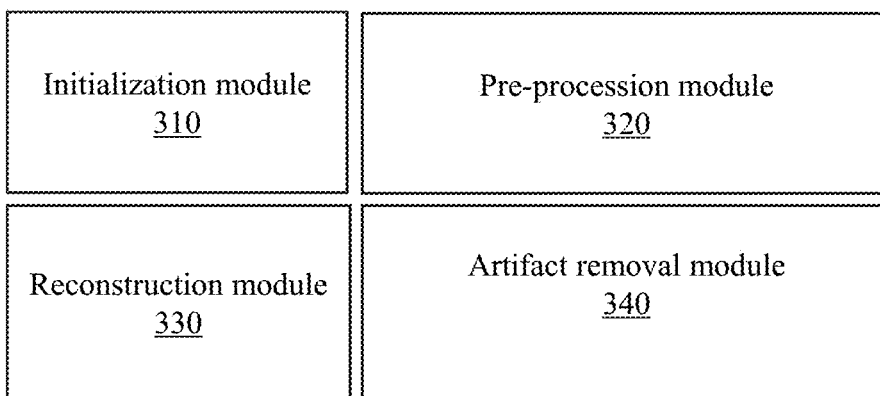 Initialization module
310
Pre-procession module
320
Reconstruction module
330
Artifact removal module
340